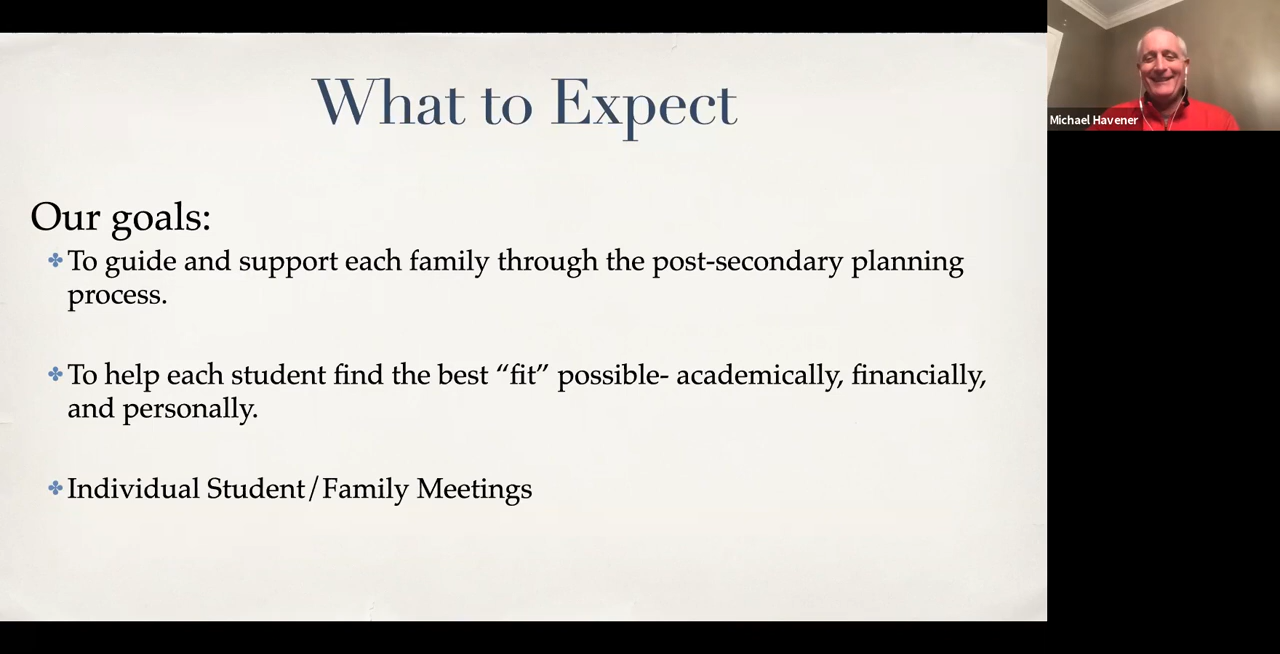 What to Expect
Our goals:
To guide and support each family through the post-secondary planning
process.
To help each student find the best “fit” possible- academically, financially,
and personally.
Individual Student/Family Meetings
Michael Havener